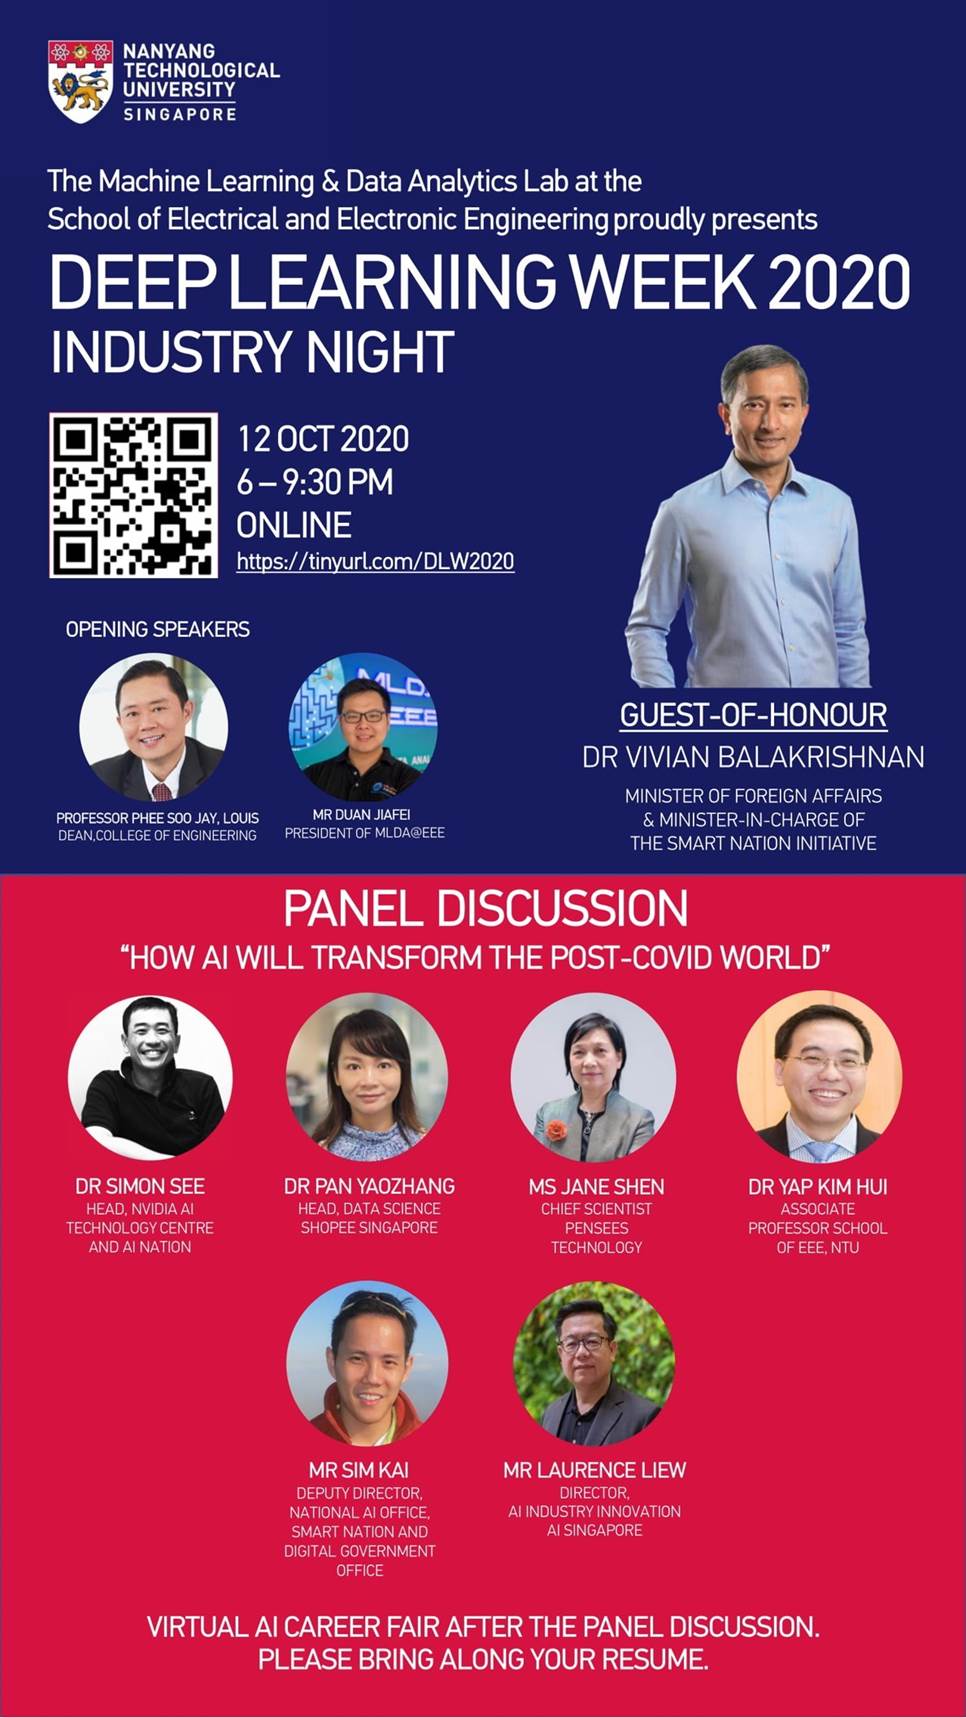 NANYANG
TECHNOLOGICAL
UNIVERSITY
SINGAPORE
The Machine Learning & Data Analytics Lab at the
School of Electrical and Electronic Engineering proudly presents
DEEP LEARNING WEEK 2020
INDUSTRY NIGHT
12 OCT 2020
6 – 9:30 PM
ONLINE
https://tinyurl.com/DLW2020
OPENING SPEAKERS
PROFESSOR PHEE SOO JAY, LOUIS
DEAN,COLLEGE OF ENGINEERING
MR DUAN JIAFEI
PRESIDENT OF MLDA@EEE
GUEST-OF-HONOUR
DR VIVIAN BALAKRISHNAN
MINISTER OF FOREIGN AFFAIRS
& MINISTER-IN-CHARGE OF
THE SMART NATION INITIATIVE
PANEL DISCUSSION
“HOW AI WILL TRANSFORM THE POST-COVID WORLD”
DR SIMON SEE
HEAD, NVIDIA AI
TECHNOLOGY CENTRE
AND AI NATION
DR PAN YAOZHANG
HEAD, DATA SCIENCE
SHOPEE SINGAPORE
MS JANE SHEN
CHIEF SCIENTIST
PENSEES
TECHNOLOGY
DR YAP KIM HUI
ASSOCIATE
PROFESSOR SCHOOL
OF EEE, NTU
MR SIM KAI
DEPUTY DIRECTOR,
NATIONAL AI OFFICE,
SMART NATION AND
DIGITAL GOVERNMENT
OFFICE
MR LAURENCE LIEW
DIRECTOR,
AI INDUSTRY INNOVATION
AI SINGAPORE
VIRTUAL AI CAREER FAIR AFTER THE PANEL DISCUSSION.
PLEASE BRING ALONG YOUR RESUME.